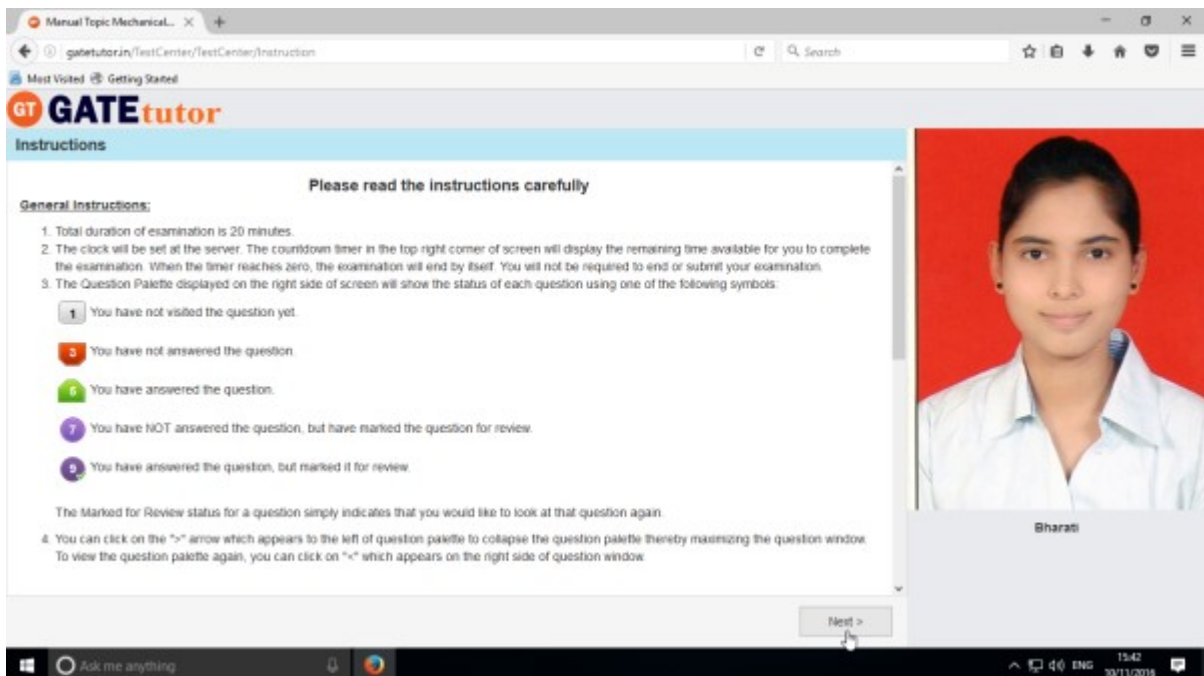 Manual Topic Mechanical...
gatetutor.in/TestCenter/TestCenter/Instruction
Search
Most Visited Getting Started
GT GATEtutor
Instructions
Please read the instructions carefully
General Instructions:
1. Total duration of examination is 20 minutes.
2. The clock will be set at the server. The countdown timer in the top right corner of screen will display the remaining time available for you to complete
the examination. When the timer reaches zero, the examination will end by itself. You will not be required to end or submit your examination.
3. The Question Palette displayed on the right side of screen will show the status of each question using one of the following symbols:
1 You have not visited the question yet.
3 You have not answered the question.
5 You have answered the question.
7 You have NOT answered the question, but have marked the question for review.
9 You have answered the question, but marked it for review.
The Marked for Review status for a question simply indicates that you would like to look at that question again.
4. You can click on the ">" arrow which appears to the left of question palette to collapse the question palette thereby maximizing the question window.
To view the question palette again, you can click on "<" which appears on the right side of question window.
Bharati
Next >
Ask me anything
ENG
15:42
10/11/2016